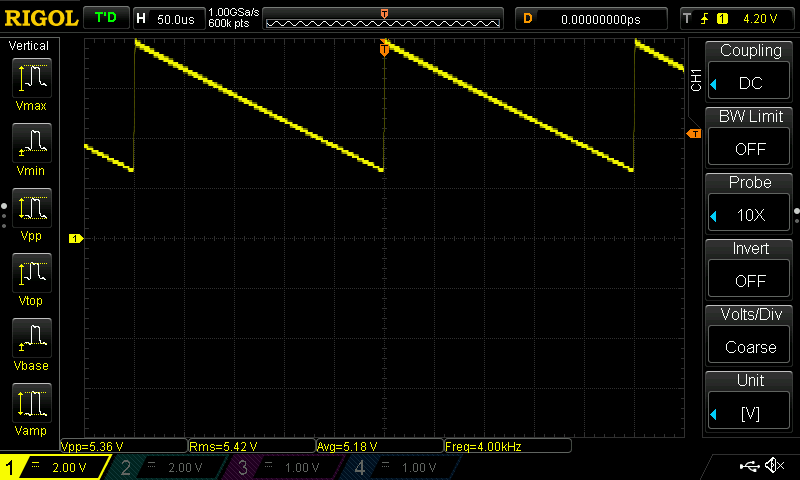 RIGOL T'D H 50.0us 1.00GSa/s 600k pts T D 0.00000000ps T 1 4.20 V
Vertical
Vmax
Vmin
Vpp
Vtop
Vbase
Vamp
T
1
CH1
T
Coupling
DC
BW Limit
OFF
Probe
10X
Invert
OFF
Volts/Div
Coarse
Unit
[V]
Vpp=5.36 V Rms=5.42 V Avg=5.18 V Freq=4.00kHz
1 2.00 V 2 2.00 V 3 1.00 V 4 1.00 V